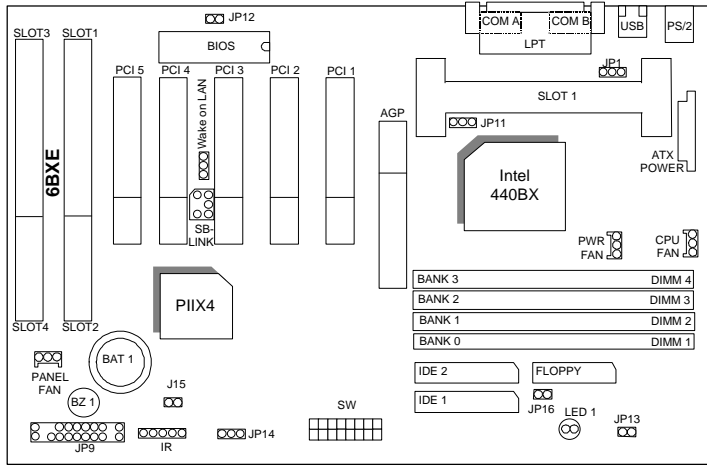 JP12
COM A
COM B
USB
PS/2
LPT
SLOT3
SLOT1
BIOS
PCI 5
PCI 4
PCI 3
PCI 2
PCI 1
Wake on LAN
JP1
SLOT 1
AGP
JP11
ATX
POWER
6BXE
Intel
440BX
SB-
LINK
PWR
FAN
CPU
FAN
BANK 3
DIMM 4
BANK 2
DIMM 3
BANK 1
DIMM 2
BANK 0
DIMM 1
PIIX4
SLOT4
SLOT2
BAT 1
PANEL
FAN
BZ 1
J15
IDE 2
FLOPPY
IDE 1
JP16
LED 1
JP13
SW
JP9
IR
JP14